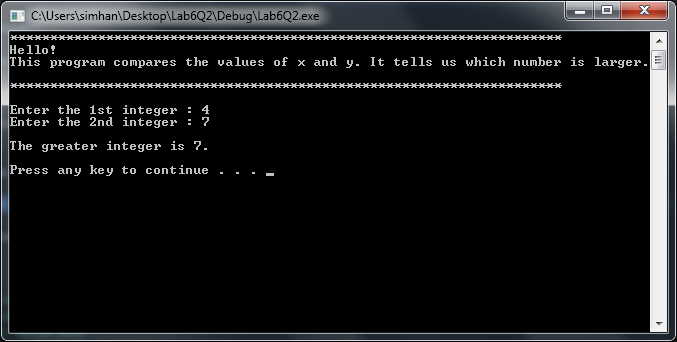 C:\Users\simhan\Desktop\Lab6Q2\Debug\Lab6Q2.exe
*********************************************************************
Hello!
This program compares the values of x and y. It tells us which number is larger.
*********************************************************************
Enter the 1st integer : 4
Enter the 2nd integer : 7
The greater integer is 7.
Press any key to continue . . . _